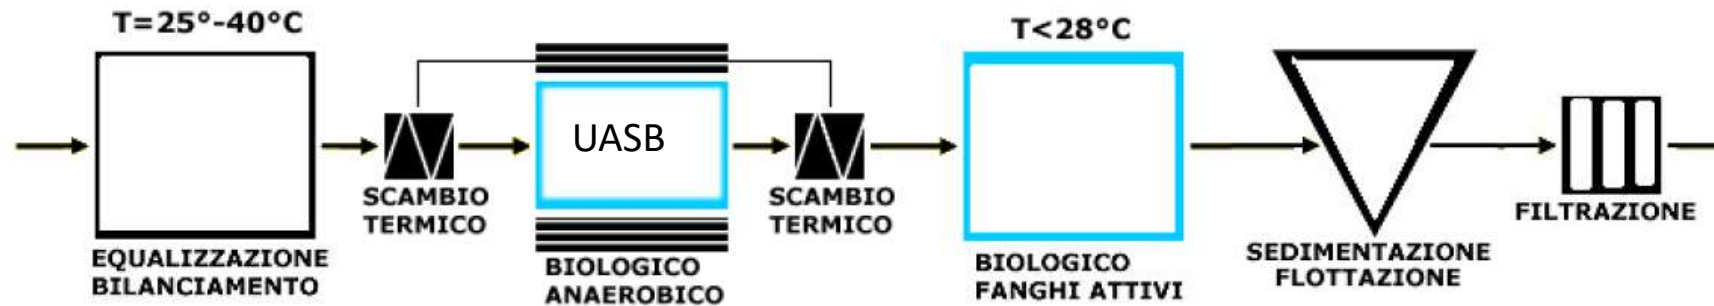 T=25°-40°C
T<28°C
UASB
SCAMBIO
TERMICO
SCAMBIO
TERMICO
FILTRAZIONE
EQUALIZZAZIONE
BILANCIAMENTO
BIOLOGICO
ANAEROBICO
BIOLOGICO
FANGHI ATTIVI
SEDIMENTAZIONE
FLOTTAZIONE